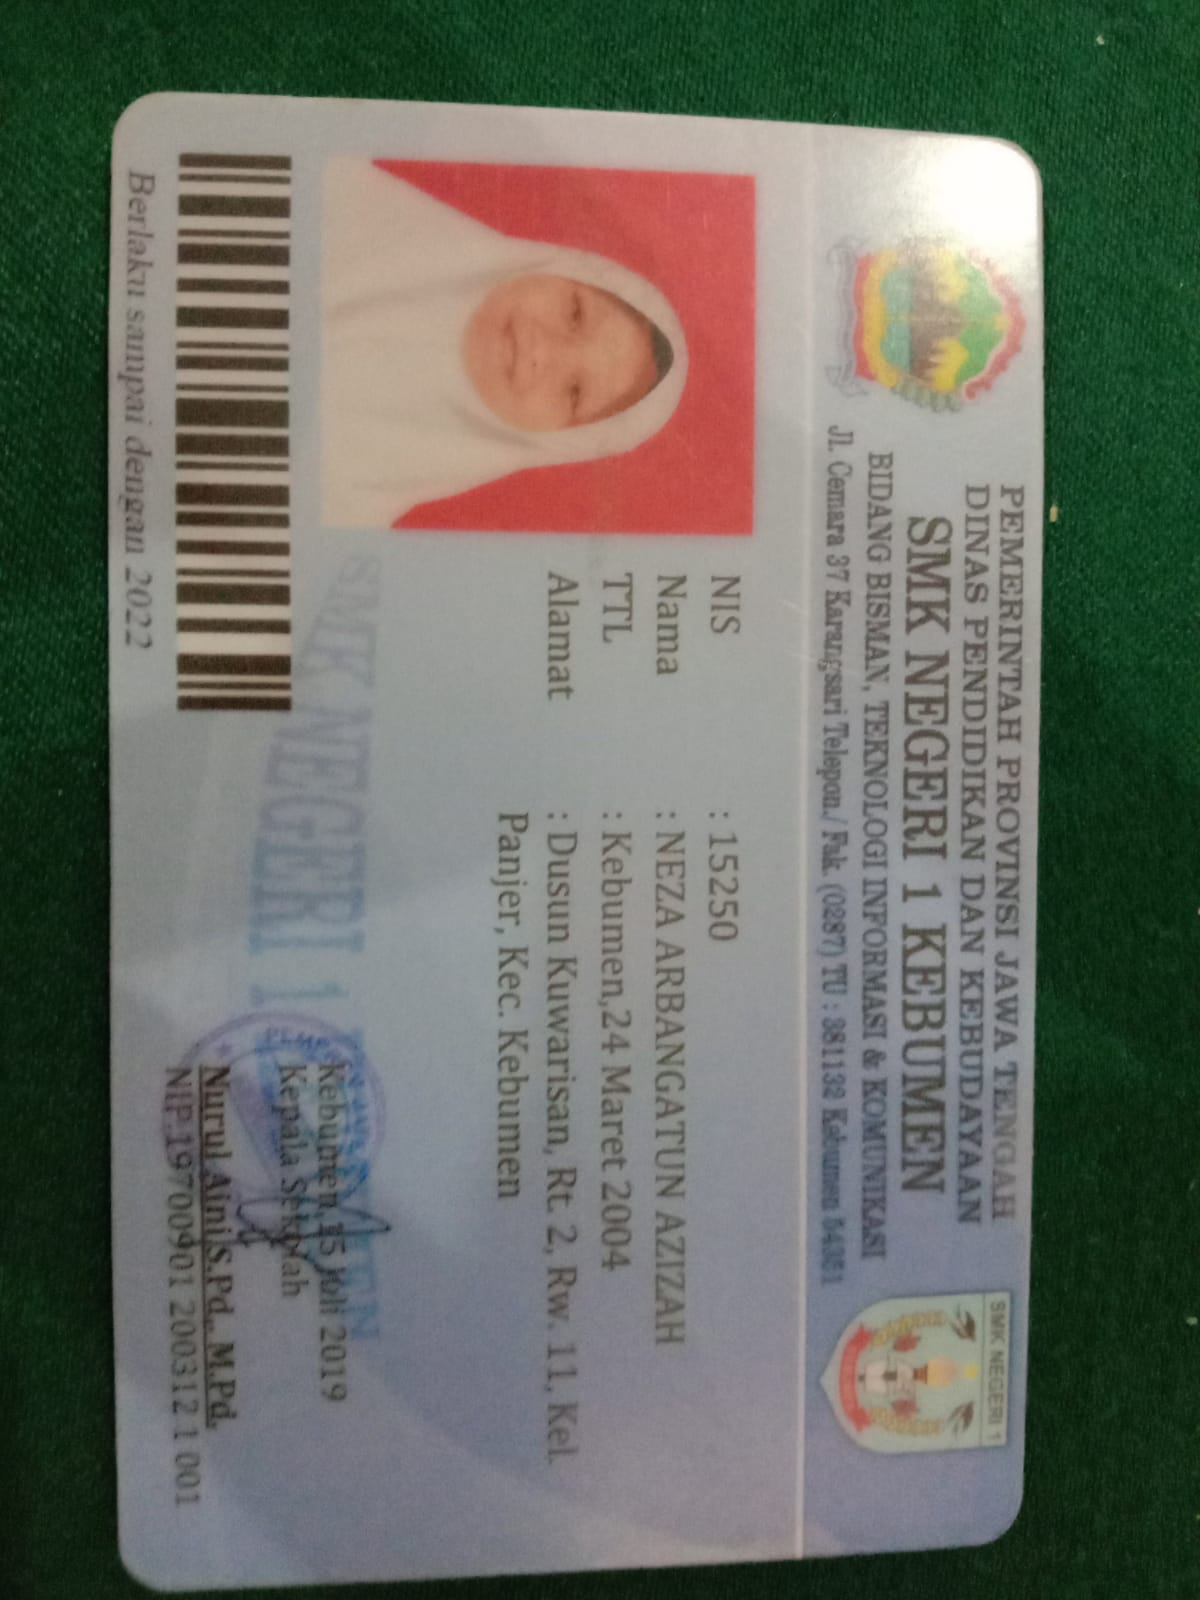 PEMERINTAH PROVINSI JAWA TENGAH
DINAS PENDIDIKAN DAN KEBUDAYAAN
SMK NEGERI 1 KEBUMEN
BIDANG BISMAN, TEKNOLOGI INFORMASI & KOMUNIKASI
Jl. Cemara 37 Karangsari Telepon./ Fak. (0287) TU : 381132 Kebumen 54351
SMK NEGERI 1
NIS : 15250
Nama : NEZA ARBANGATUN AZIZAH
TTL : Kebumen,24 Maret 2004
Alamat : Dusun Kuwarisan, Rt. 2, Rw. 11, Kel.
Panjer, Kec. Kebumen
SMK NEGERI 1 KEBUMEN
Kebumen,15 Juli 2019
Kepala Sekolah
Nurul Aini.S.Pd., M.Pd.
NIP.19700901 200312 1 001
Berlaku sampai dengan 2022